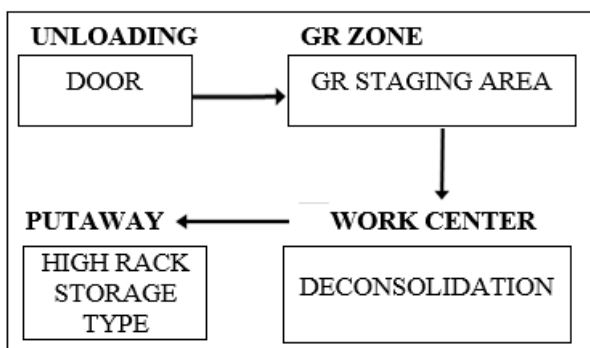 UNLOADING
DOOR
GR ZONE
GR STAGING AREA
PUTAWAY
HIGH RACK
STORAGE
TYPE
WORK CENTER
DECONSOLIDATION